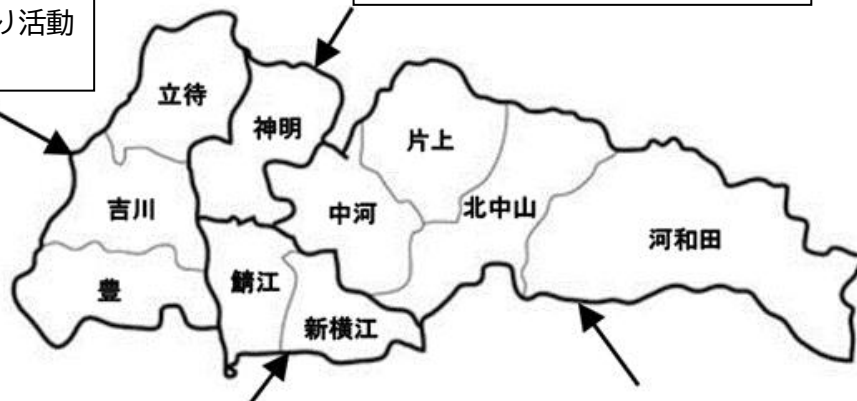 り活動
立待
神明
片上
吉川
中河
北中山
河和田
豊
鯖江
新横江